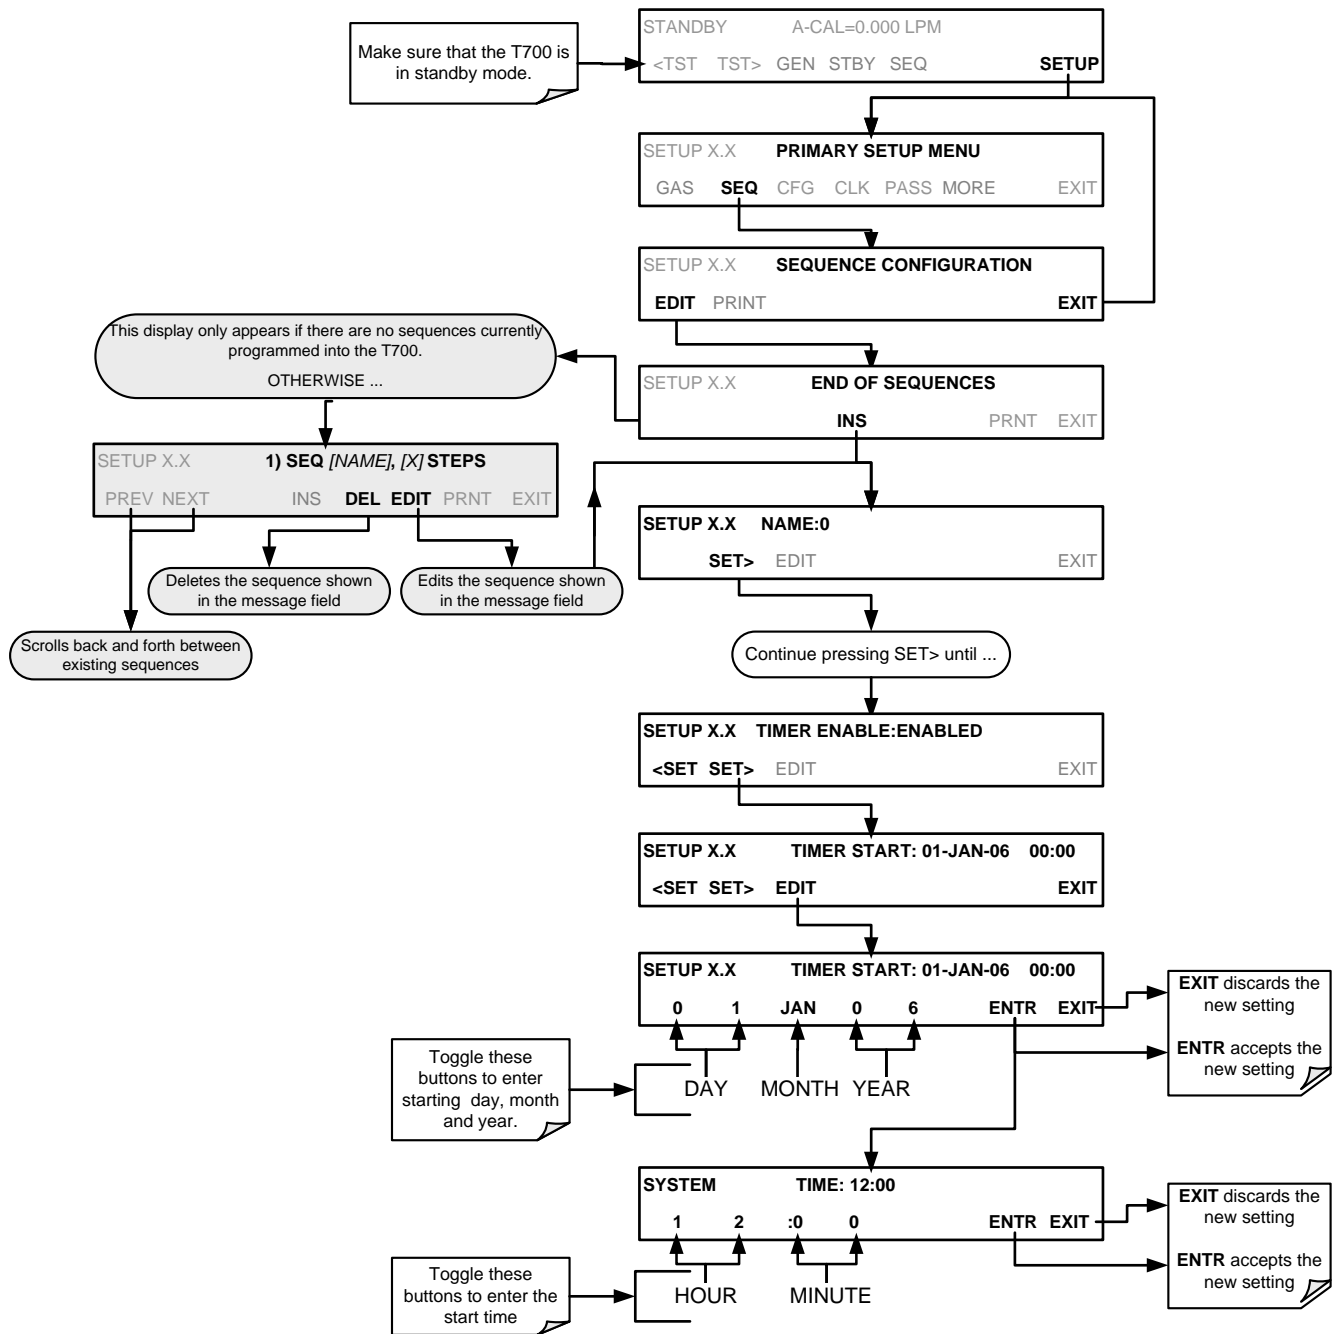 STANDBY A-CAL=0.000 LPM
<TST TST> GEN STBY SEQ SETUP
Make sure that the T700 is
in standby mode.
SETUP X.X PRIMARY SETUP MENU
GAS SEQ CFG CLK PASS MORE EXIT
SETUP X.X SEQUENCE CONFIGURATION
EDIT PRINT EXIT
This display only appears if there are no sequences currently
programmed into the T700.
OTHERWISE ...
SETUP X.X END OF SEQUENCES
INS PRNT EXIT
SETUP X.X 1) SEQ [NAME], [X] STEPS
PREV NEXT INS DEL EDIT PRNT EXIT
Deletes the sequence shown
in the message field
Edits the sequence shown
in the message field
Scrolls back and forth between
existing sequences
SETUP X.X NAME:0
SET> EDIT EXIT
Continue pressing SET> until ...
SETUP X.X TIMER ENABLE:ENABLED
<SET SET> EDIT EXIT
SETUP X.X TIMER START: 01-JAN-06 00:00
<SET SET> EDIT EXIT
SETUP X.X TIMER START: 01-JAN-06 00:00
0 1 JAN 0 6 ENTR EXIT
EXIT discards the
new setting
ENTR accepts the
new setting
Toggle these
buttons to enter
starting day, month
and year.
DAY MONTH YEAR
SYSTEM TIME: 12:00
1 2 :0 0 ENTR EXIT
EXIT discards the
new setting
ENTR accepts the
new setting
Toggle these
buttons to enter the
start time
HOUR MINUTE